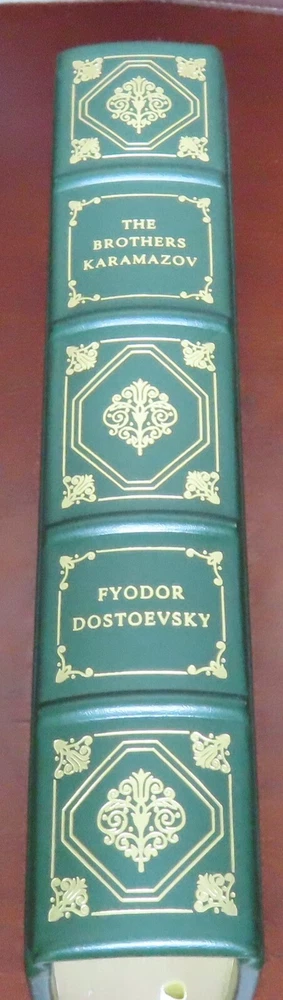 THE
BROTHERS
KARAMAZOV
FYODOR
DOSTOEVSKY